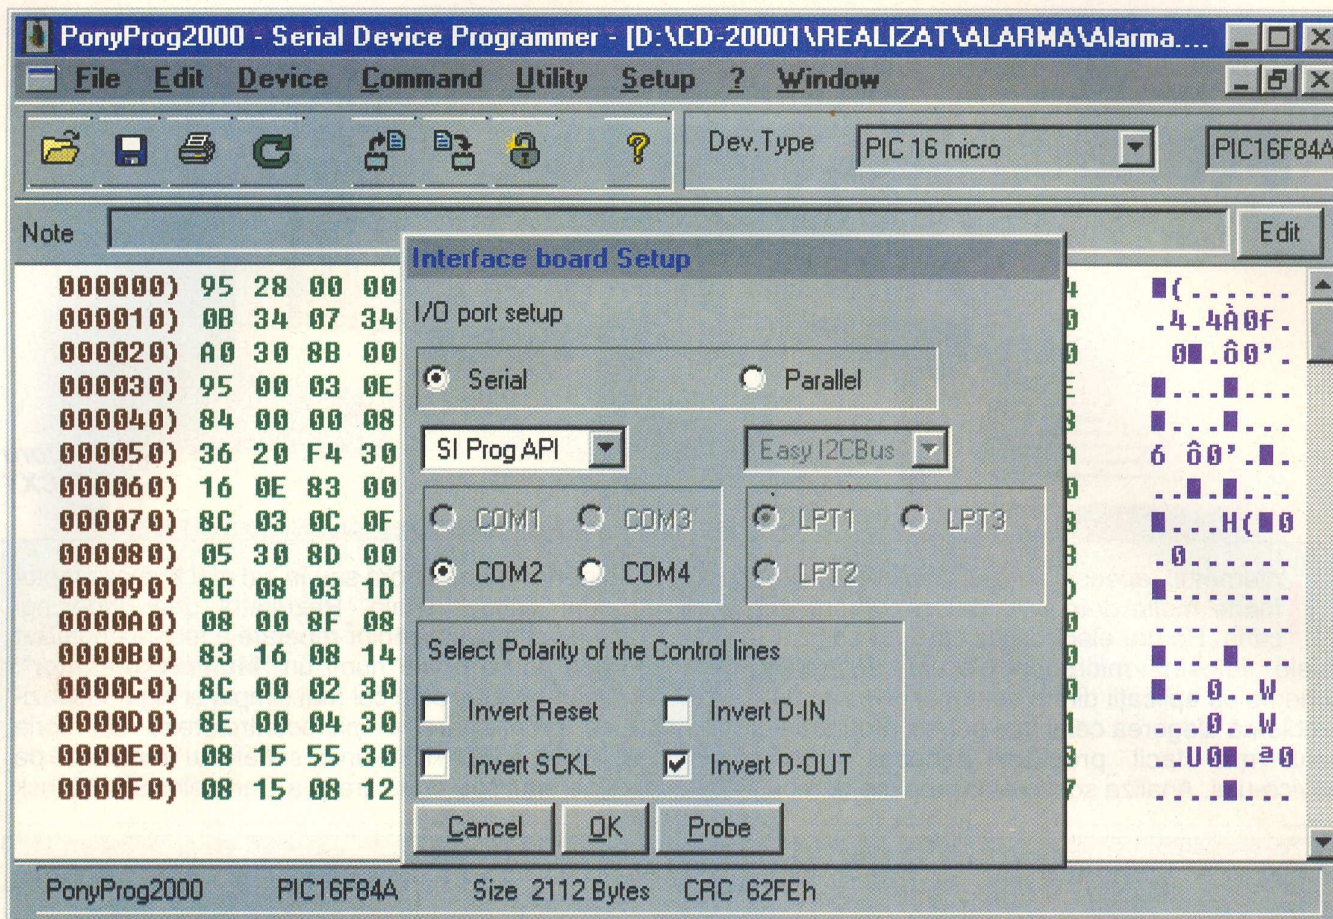 PonyProg2000 - Serial Device Programmer - [D:\CD-20001\REALIZAT\ALARMA\Alarma....
File Edit Device Command Utility Setup ? Window
Dev.Type PIC 16 micro PIC16F84A
Note Edit
Interface board Setup
I/O port setup
Serial Parallel
SI Prog API Easy I2CBus
COM1 COM3 LPT1 LPT3
COM2 COM4 LPT2
Select Polarity of the Control lines
Invert Reset Invert D-IN
Invert SCKL Invert D-OUT
Cancel OK Probe
000000) 95 28 00 00
000010) 0B 34 07 34
000020) A0 30 8B 00
000030) 95 00 03 0E
000040) 84 00 00 08
000050) 36 20 F4 30
000060) 16 0E 83 00
000070) 8C 03 0C 0F
000080) 05 30 8D 00
000090) 8C 08 03 1D
0000A0) 08 00 8F 08
0000B0) 83 16 08 14
0000C0) 8C 00 02 30
0000D0) 8E 00 04 30
0000E0) 08 15 55 30
0000F0) 08 15 08 12
PonyProg2000 PIC16F84A Size 2112 Bytes CRC 62FEh